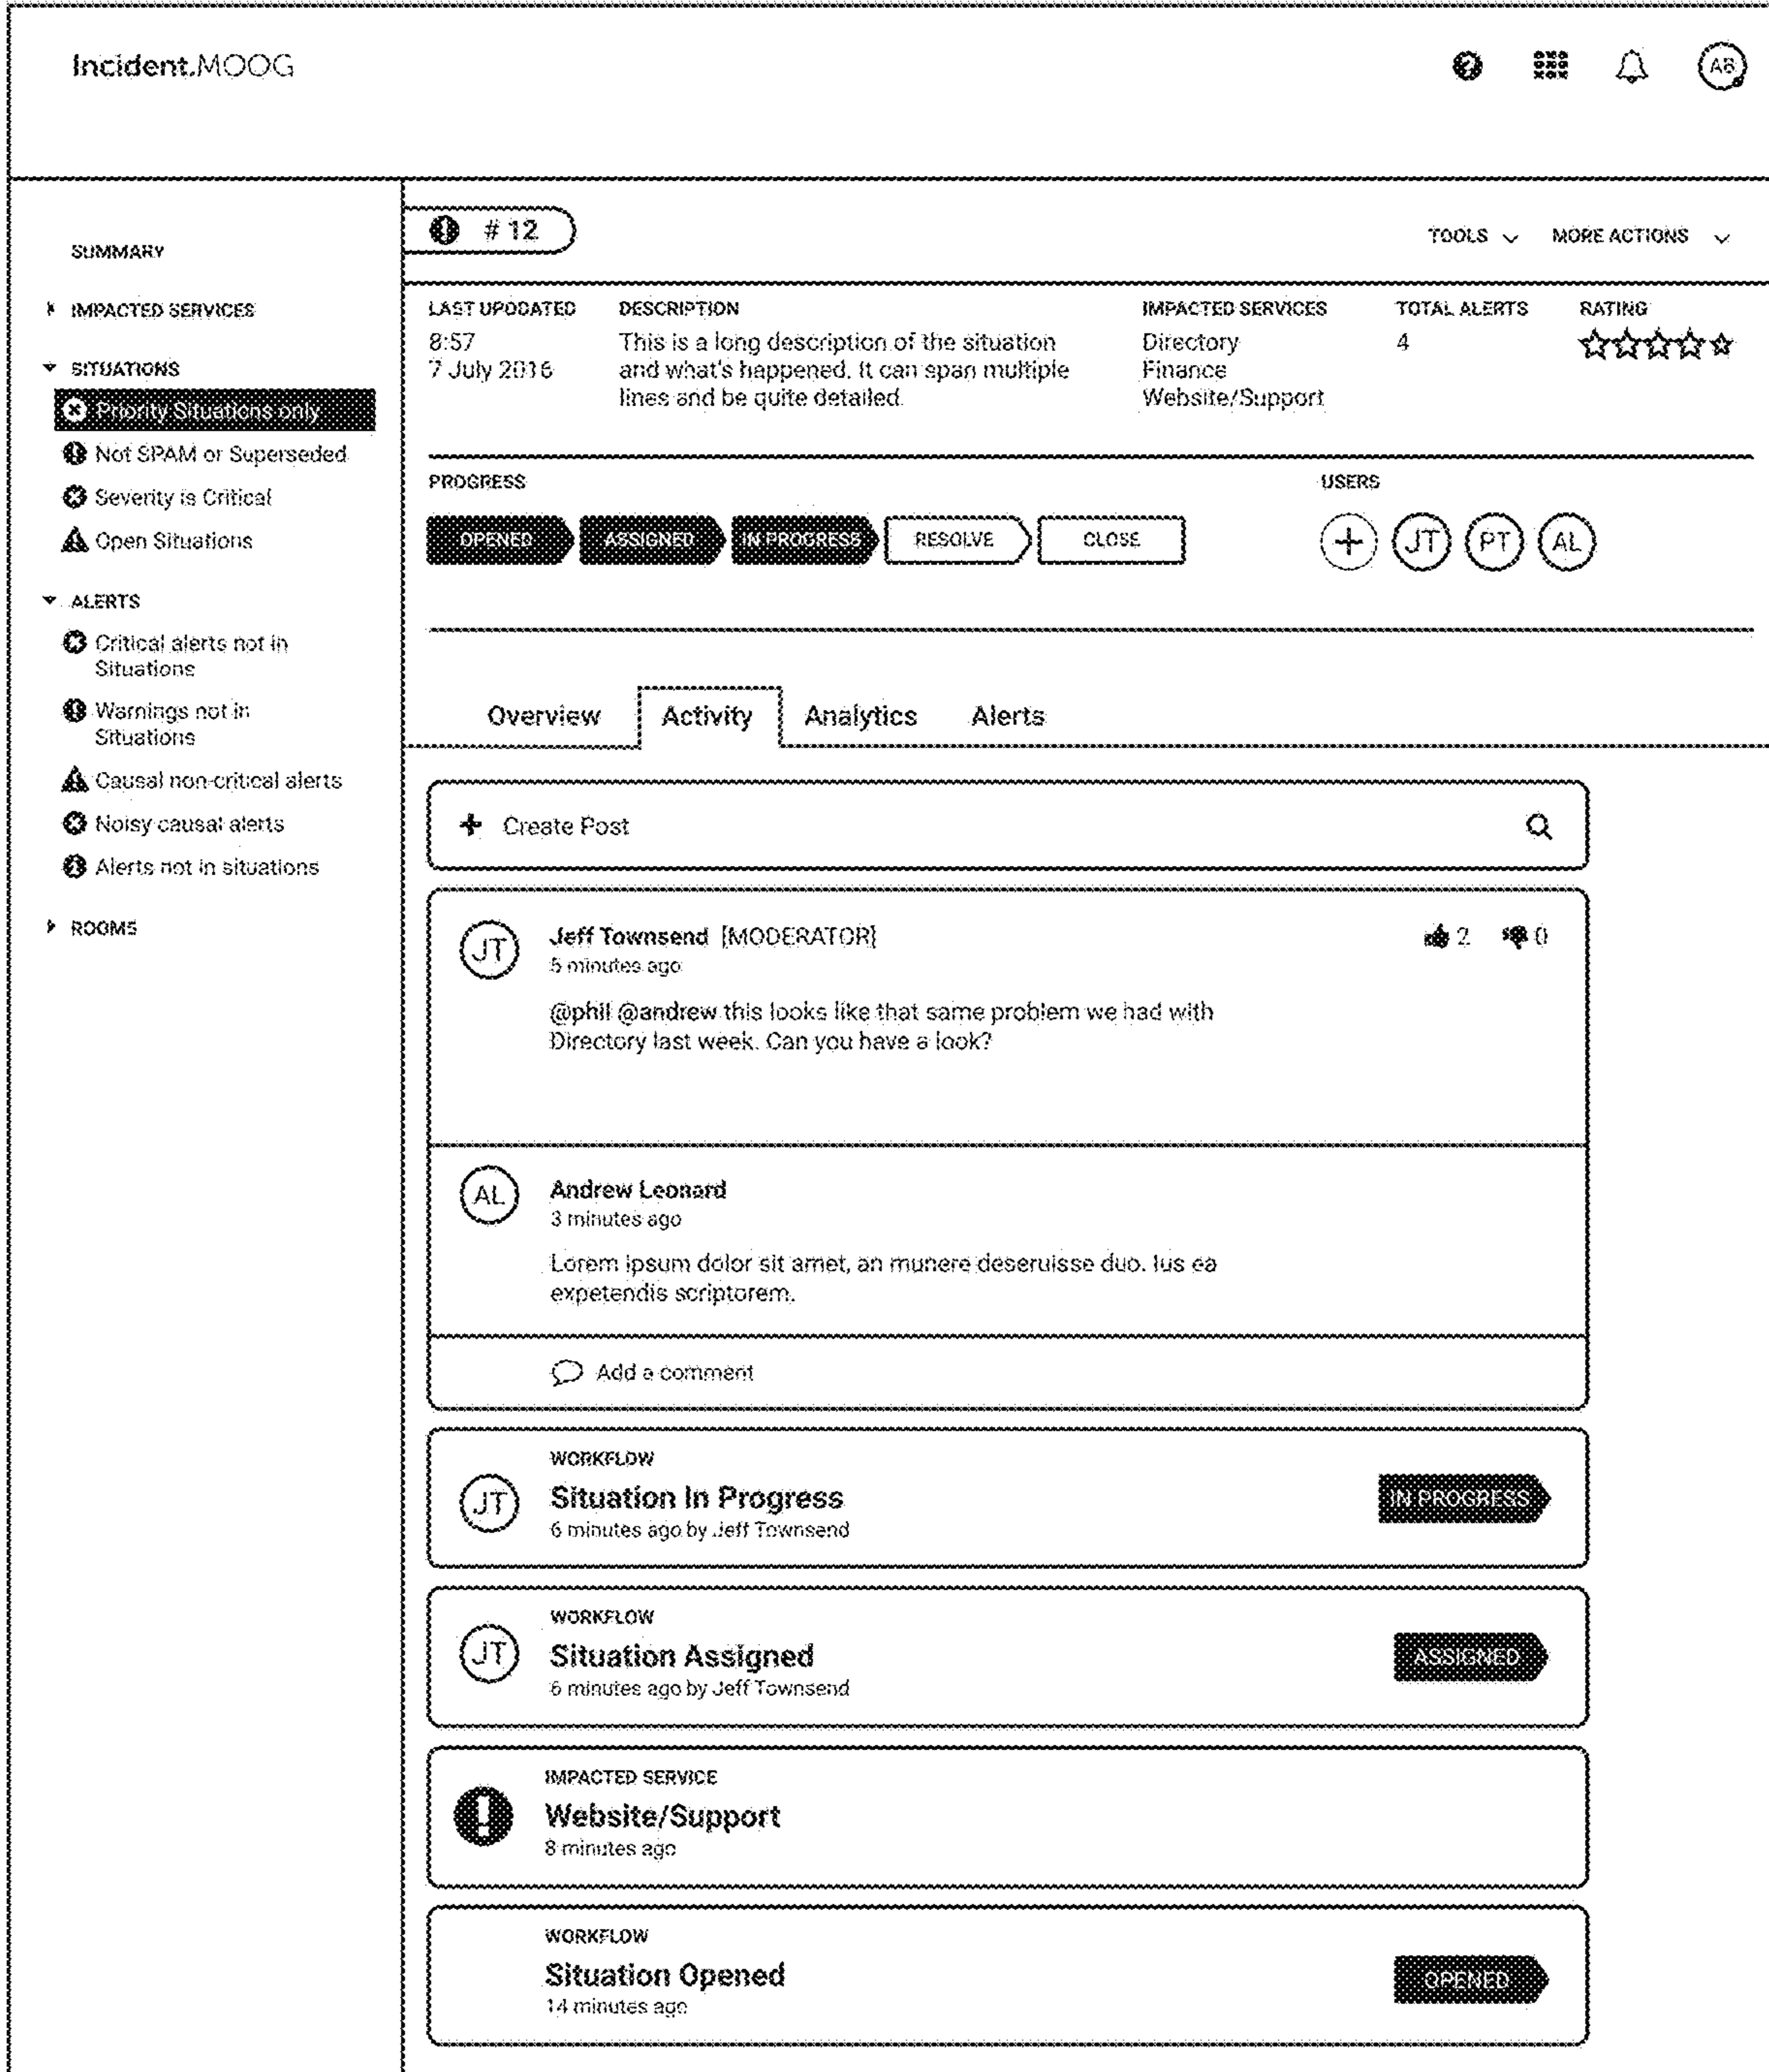 Incident.MOOG
AB
SUMMARY
IMPACTED SERVICES
SITUATIONS
Priority Situations only
Not SPAM or Superseded
Severity is Critical
Open Situations
ALERTS
Critical alerts not in
Situations
Warnings not in
Situations
Causal non-critical alerts
Noisy causal alerts
Alerts not in situations
ROOMS
# 12
TOOLS MORE ACTIONS
LAST UPODATED DESCRIPTION IMPACTED SERVICES TOTAL ALERTS RATING
8:57 This is a long description of the situation Directory 4
7 July 2016 and what's happened. It can span multiple Finance
lines and be quite detailed. Website/Support
PROGRESS USERS
OPENED ASSIGNED IN PROGRESS RESOLVE CLOSE + JT PT AL
Overview Activity Analytics Alerts
+ Create Post
JT Jeff Townsend [MODERATOR] 2 0
5 minutes ago
@phil @andrew this looks like that same problem we had with
Directory last week. Can you have a look?
AL Andrew Leonard
3 minutes ago
Lorem ipsum dolor sit amet, an munere deseruisse duo. Ius ea
expetendis scriptorem.
Add a comment
WORKFLOW
JT Situation In Progress IN PROGRESS
6 minutes ago by Jeff Townsend
WORKFLOW
JT Situation Assigned ASSIGNED
6 minutes ago by Jeff Townsend
IMPACTED SERVICE
Website/Support
8 minutes ago
WORKFLOW
Situation Opened OPENED
14 minutes ago